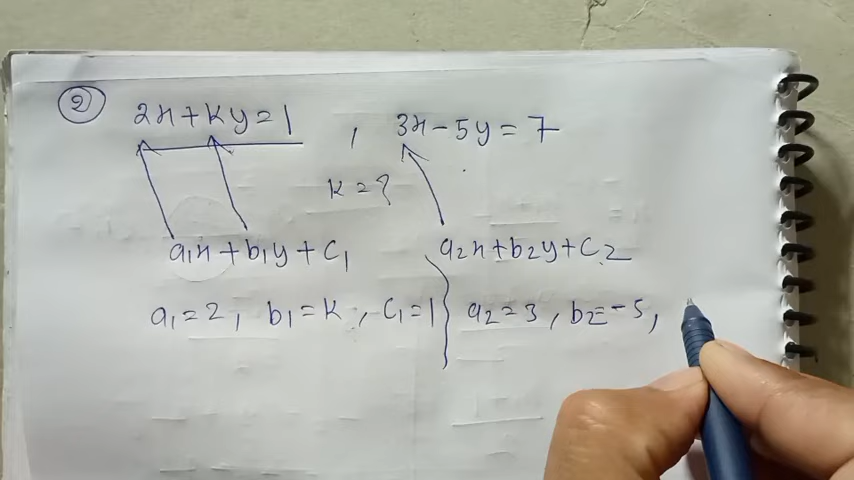 ② 2x+ky=1 , 3x-5y=7
k=?
a₁x+b₁y+c₁ a₂x+b₂y+c.₂
a₁=2, b₁=k, c₁=1 a₂=3, b₂=-5,